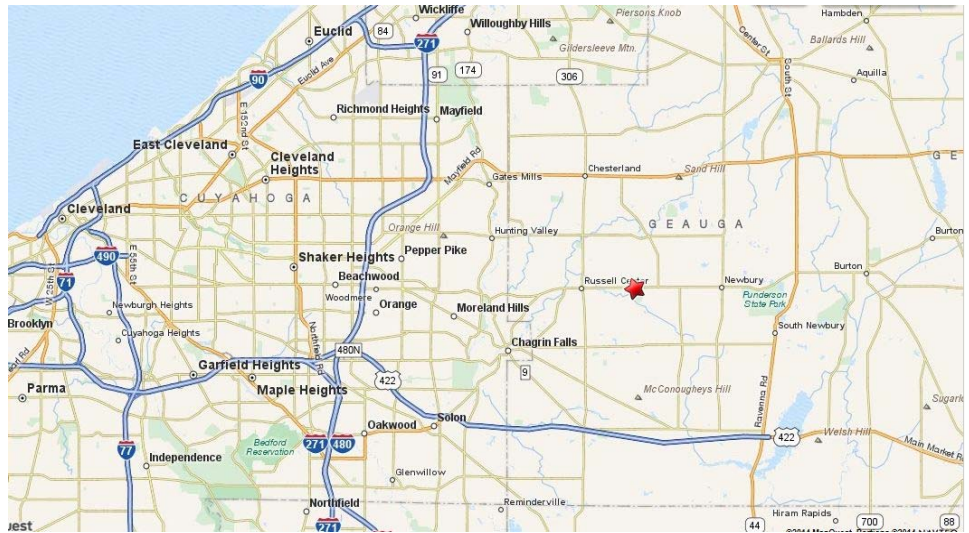 Wickliffe
Piersons Knob
Hambden
84
Willoughby Hills
Euclid
271
Center St
Ballards Hill
Gildersleeve Mtn.
South St
Euclid Ave
90
91
174
306
Aquilla
E 152nd St
Richmond Heights
Mayfield
East Cleveland
Cleveland
Heights
Mayfield Rd
Chesterland
Sand Hill
G E
Gates Mills
CUYAHOGA
Cleveland
Orange Hill
GEAUGA
Hunting Valley
Burton
490
E 55th St
Pepper Pike
Shaker Heights
71
W 25th St
Beachwood
Woodmere
Russell Center
Newbury
Burton
Orange
Punderson
State Park
Newburgh Heights
Moreland Hills
Brooklyn
Northfield Rd
South Newbury
Cuyahoga Heights
480N
Chagrin Falls
Garfield Heights
9
422
Parma
Maple Heights
McConougheys Hill
Ravenna Rd
Oakwood
Solon
Bedford
Reservation
271
480
422
Welsh Hill
77
Main Market R
Independence
Glenwillow
Northfield
Reminderville
Hiram Rapids
271
44
700
88